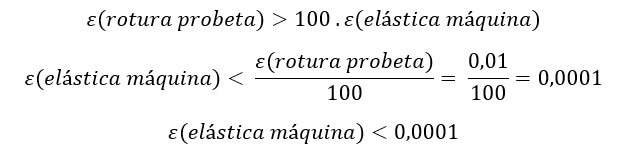 ε(rotura probeta) > 100 . ε(elástica máquina)
ε(elástica máquina) < ε(rotura probeta)/100 = 0,01/100 = 0,0001
ε(elástica máquina) < 0,0001